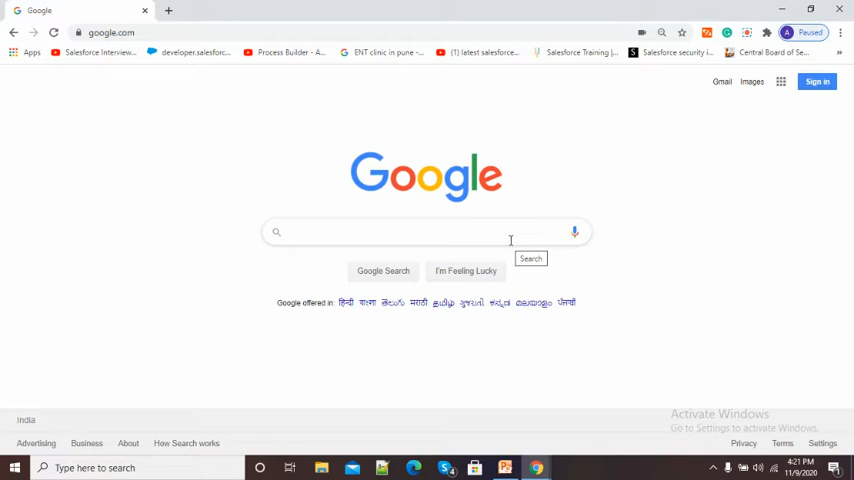 Google
google.com
Paused
Apps
Salesforce Interview...
developer.salesforc...
Process Builder - A...
ENT clinic in pune -...
(1) latest salesforce...
Salesforce Training |...
Salesforce security i...
Central Board of Se...
Gmail Images Sign in
Google
Search
Google Search I'm Feeling Lucky
Google offered in: हिन्दी বাংলা తెలుగు मराठी தமிழ் ગુજરાતી ಕನ್ನಡ മലയാളം ਪੰਜਾਬੀ
Activate Windows
Go to Settings to activate Windows.
India
Advertising Business About How Search works Privacy Terms Settings
Type here to search
4:21 PM
11/9/2020